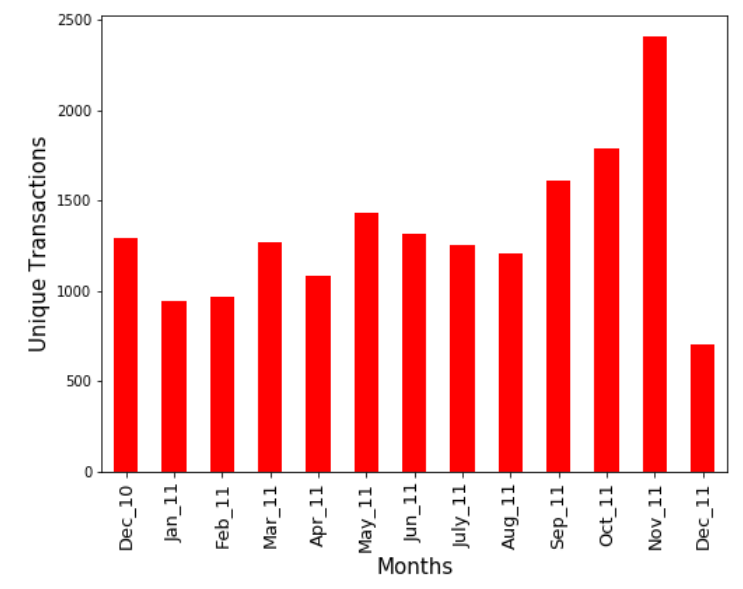 2500
2000
1500
1000
500
0
Unique Transactions
Dec_10
Jan_11
Feb_11
Mar_11
Apr_11
May_11
Jun_11
July_11
Aug_11
Sep_11
Oct_11
Nov_11
Dec_11
Months